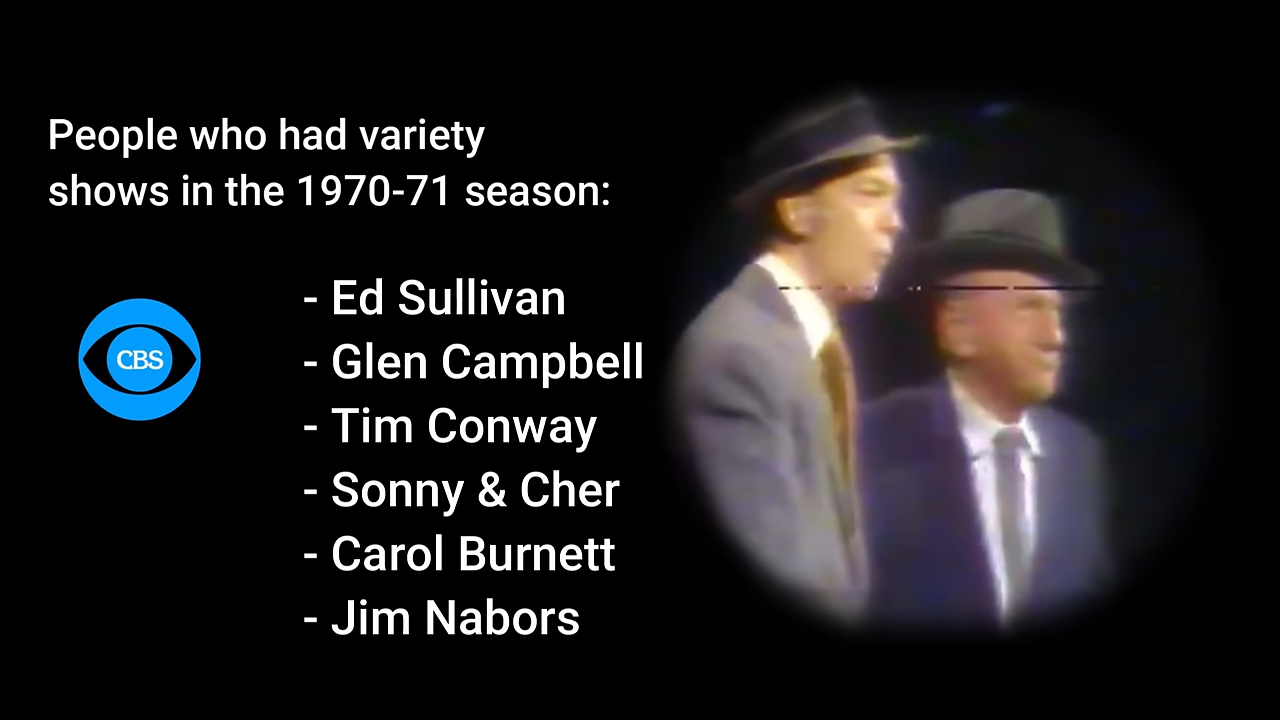 People who had variety
shows in the 1970-71 season:
CBS
- Ed Sullivan
- Glen Campbell
- Tim Conway
- Sonny & Cher
- Carol Burnett
- Jim Nabors